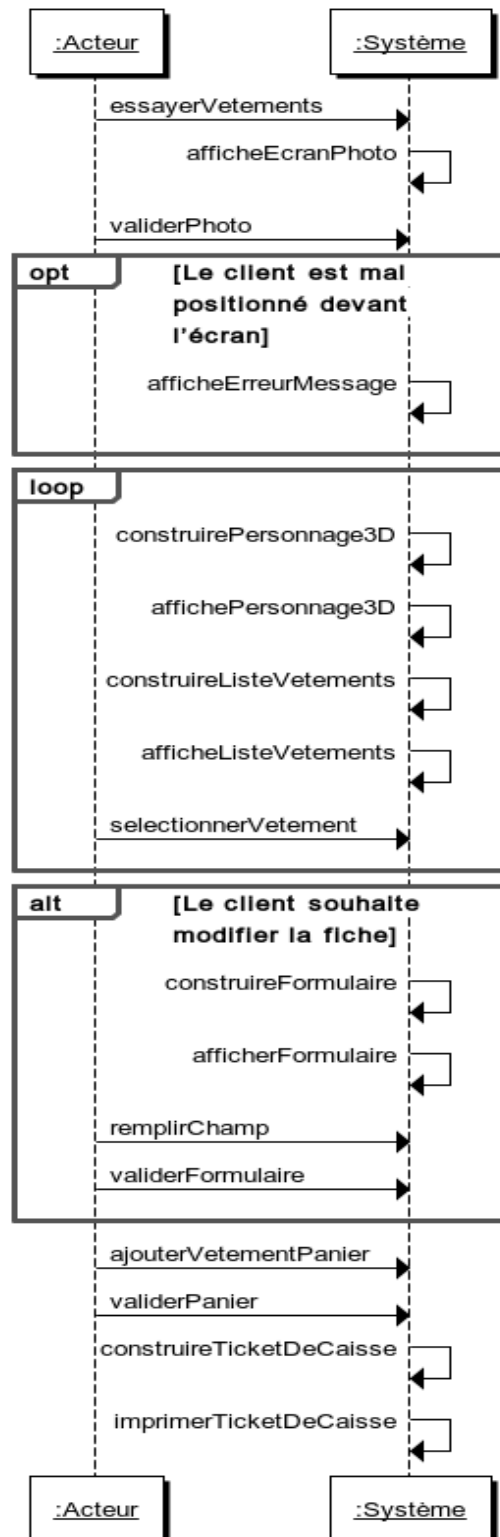 :Acteur :Système
essayerVetements
afficheEcranPhoto
validerPhoto
opt [Le client est mal
positionné devant
l'écran]
afficheErreurMessage
loop
construirePersonnage3D
affichePersonnage3D
construireListeVetements
afficheListeVetements
selectionnerVetement
alt [Le client souhaite
modifier la fiche]
construireFormulaire
afficherFormulaire
remplirChamp
validerFormulaire
ajouterVetementPanier
validerPanier
construireTicketDeCaisse
imprimerTicketDeCaisse
:Acteur :Système